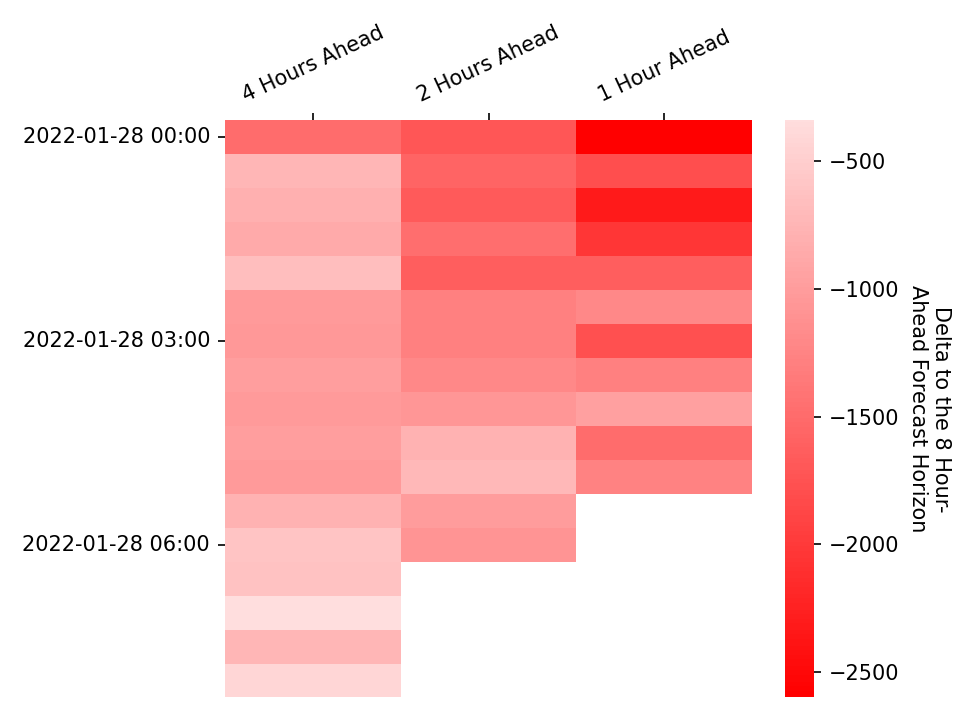 4 Hours Ahead
2 Hours Ahead
1 Hour Ahead
2022-01-28 00:00
2022-01-28 03:00
2022-01-28 06:00
−500
−1000
−1500
−2000
−2500
Delta to the 8 Hour-
Ahead Forecast Horizon